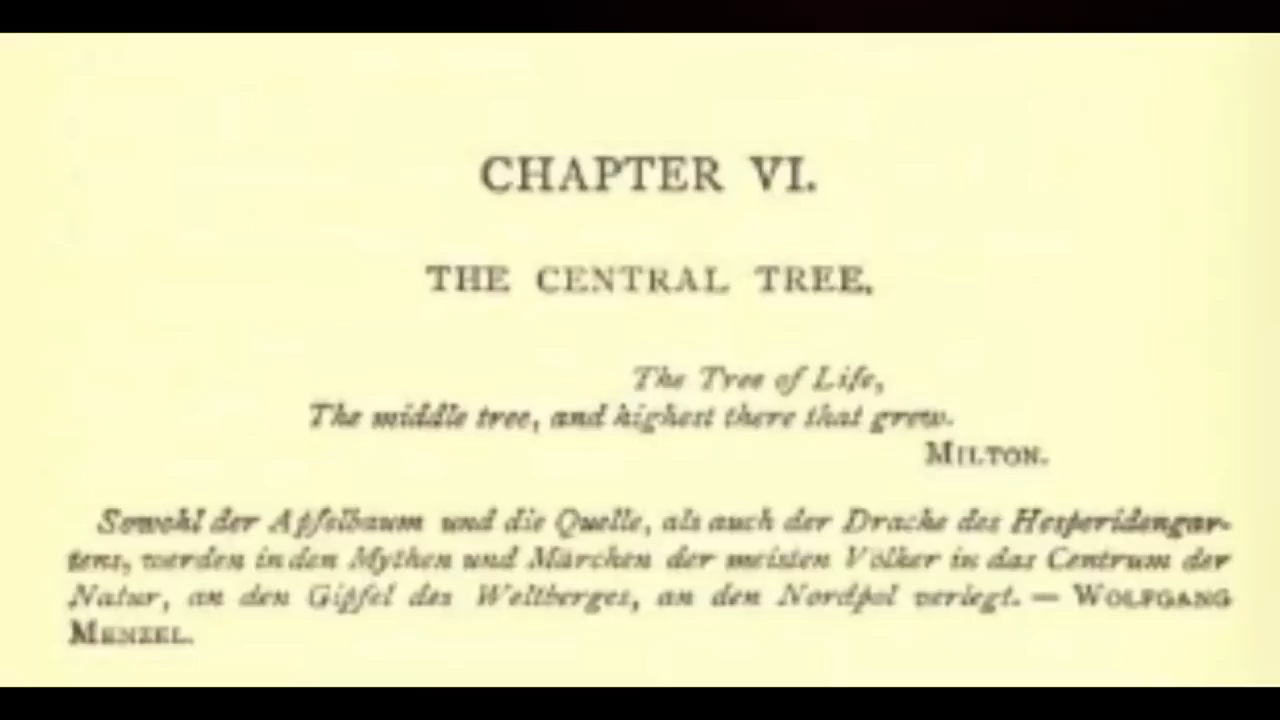 CHAPTER VI.
THE CENTRAL TREE.
The Tree of Life,
The middle tree, and highest there that grew.
MILTON.
Sowohl der Apfelbaum und die Quelle, als auch der Drache des Hesperidengar-
tens, werden in den Mythen und Märchen der meisten Völker in das Centrum der
Natur, an den Gipfel des Weltberges, an den Nordpol verlegt. — WOLFGANG
MENZEL.